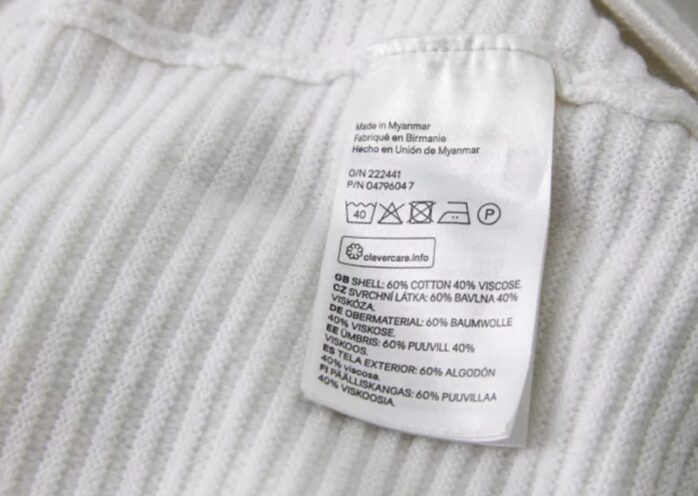 Made in Myanmar
Fabriqué en Birmanie
Hecho en Unión de Myanmar
O/N 222441
P/N 0479604 7
40 P
clevercare.info
GB SHELL: 60% COTTON 40% VISCOSE.
CZ SVRCHNÍ LÁTKA: 60% BAVLNA 40%
VISKÓZA.
DE OBERMATERIAL: 60% BAUMWOLLE
40% VISKOSE.
EE ÜMBRIS: 60% PUUVILL 40%
VISKOOS.
ES TELA EXTERIOR: 60% ALGODÓN
40% viscosa.
FI PÄÄLLISKANGAS: 60% PUUVILLAA
40% VISKOOSIA.